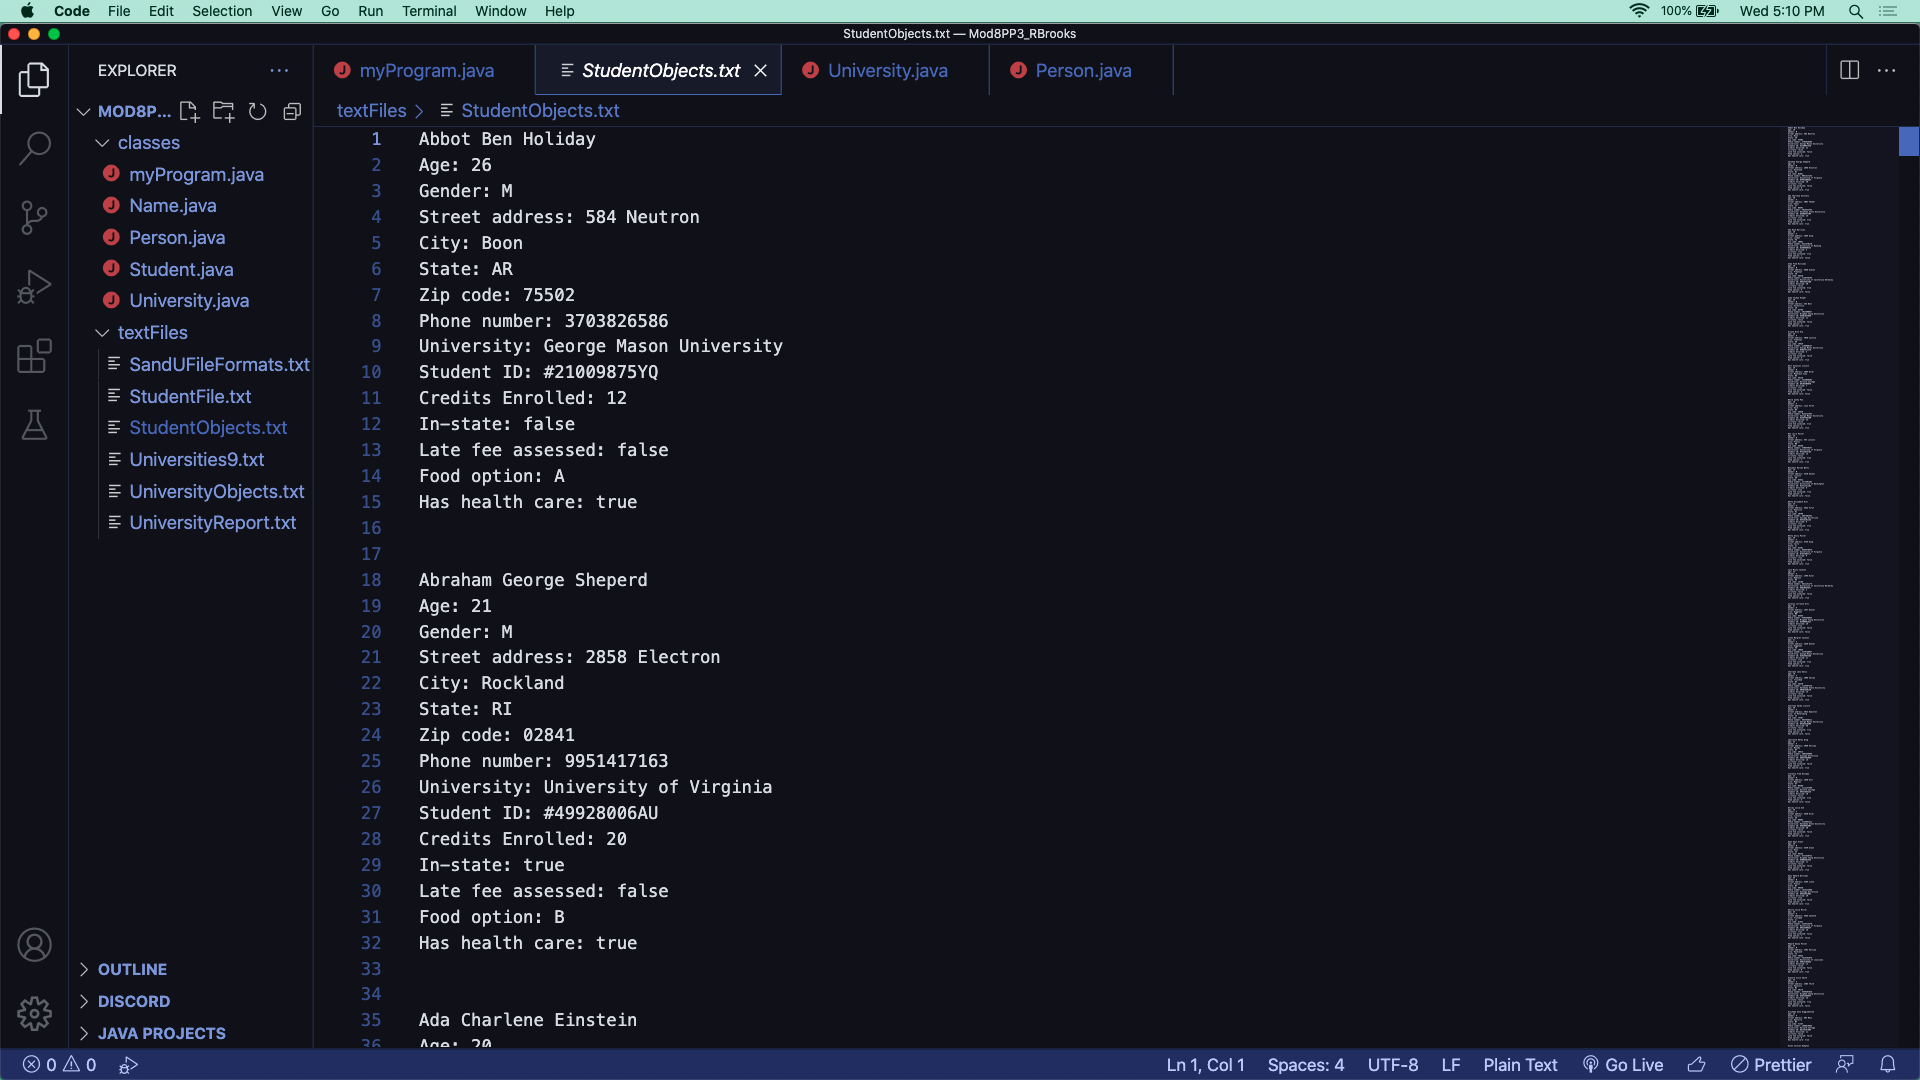 Code File Edit Selection View Go Run Terminal Window Help 100% Wed 5:10 PM
StudentObjects.txt — Mod8PP3_RBrooks
EXPLORER
myProgram.java StudentObjects.txt University.java Person.java
MOD8P...
textFiles > StudentObjects.txt
classes
myProgram.java
Name.java
Person.java
Student.java
University.java
textFiles
SandUFileFormats.txt
StudentFile.txt
StudentObjects.txt
Universities9.txt
UniversityObjects.txt
UniversityReport.txt
OUTLINE
DISCORD
JAVA PROJECTS
1 Abbot Ben Holiday
2 Age: 26
3 Gender: M
4 Street address: 584 Neutron
5 City: Boon
6 State: AR
7 Zip code: 75502
8 Phone number: 3703826586
9 University: George Mason University
10 Student ID: #21009875YQ
11 Credits Enrolled: 12
12 In-state: false
13 Late fee assessed: false
14 Food option: A
15 Has health care: true
16
17
18 Abraham George Sheperd
19 Age: 21
20 Gender: M
21 Street address: 2858 Electron
22 City: Rockland
23 State: RI
24 Zip code: 02841
25 Phone number: 9951417163
26 University: University of Virginia
27 Student ID: #49928006AU
28 Credits Enrolled: 20
29 In-state: true
30 Late fee assessed: false
31 Food option: B
32 Has health care: true
33
34
35 Ada Charlene Einstein
36 Age: 20
0 0 Ln 1, Col 1 Spaces: 4 UTF-8 LF Plain Text Go Live Prettier